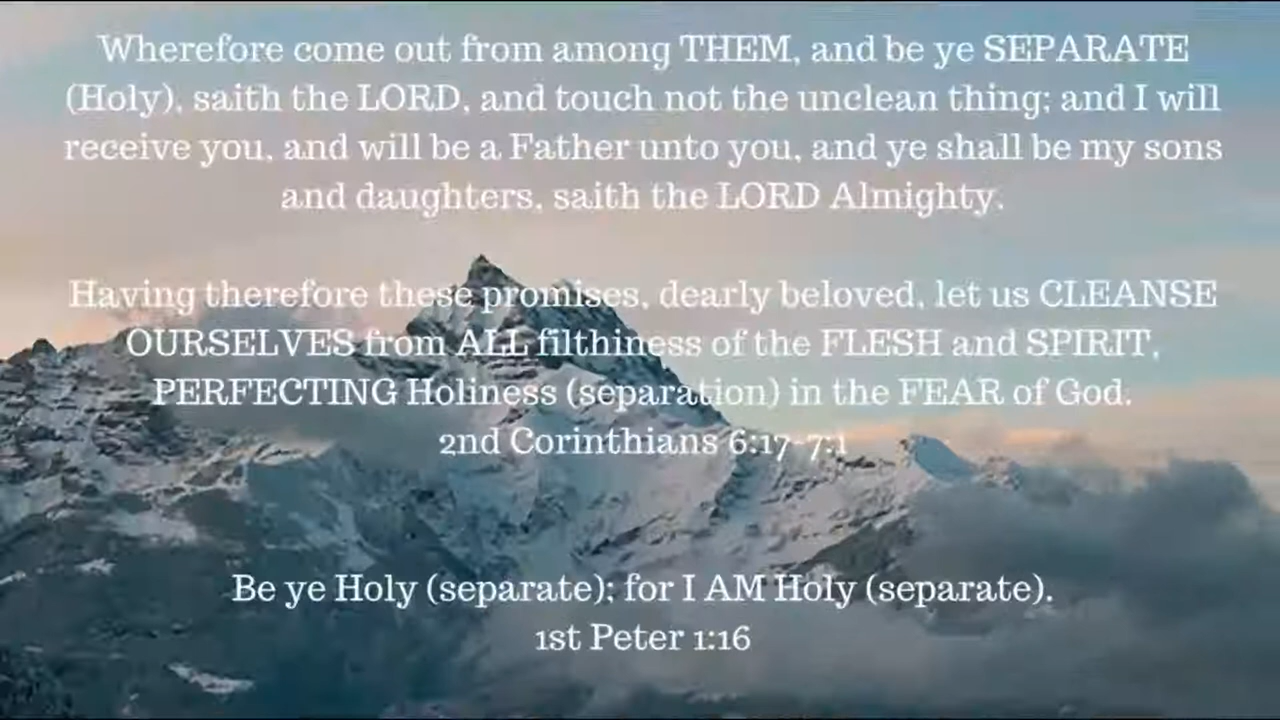 Wherefore come out from among THEM, and be ye SEPARATE
(Holy), saith the LORD, and touch not the unclean thing; and I will
receive you, and will be a Father unto you, and ye shall be my sons
and daughters, saith the LORD Almighty.
Having therefore these promises, dearly beloved, let us CLEANSE
OURSELVES from ALL filthiness of the FLESH and SPIRIT,
PERFECTING Holiness (separation) in the FEAR of God.
2nd Corinthians 6:17-7:1
Be ye Holy (separate); for I AM Holy (separate).
1st Peter 1:16